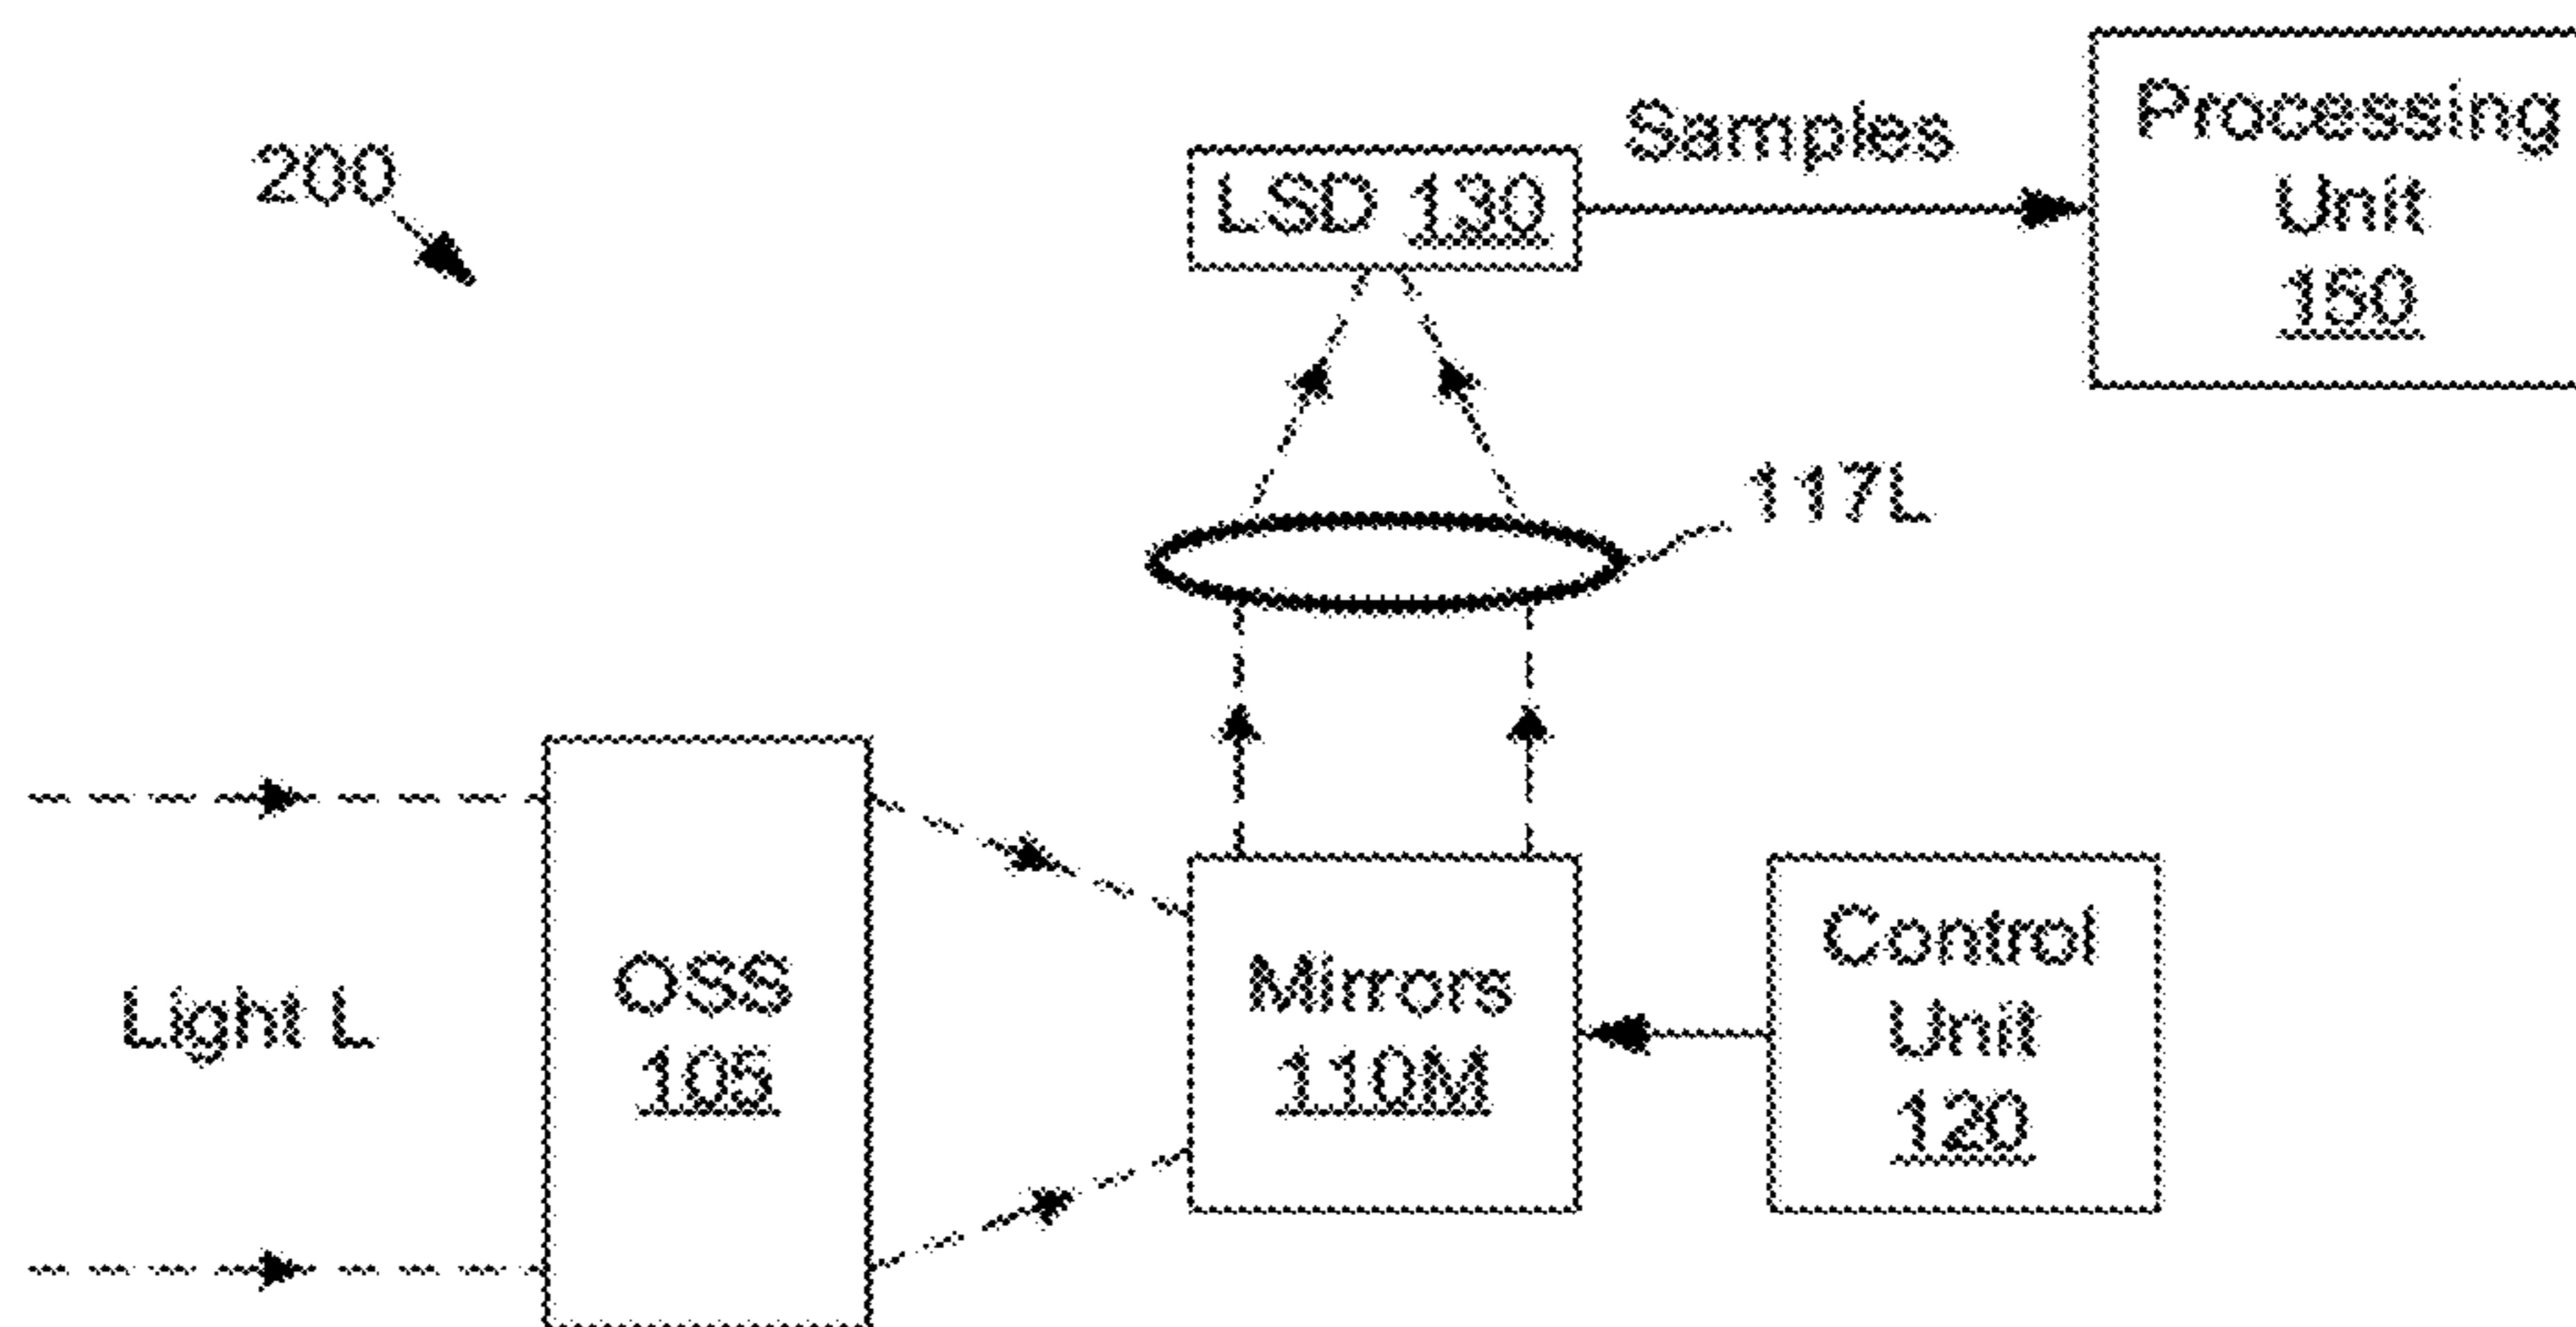 200
LSD 130
Samples
Processing
Unit
150
117L
Light L
OSS
105
Mirrors
110M
Control
Unit
120